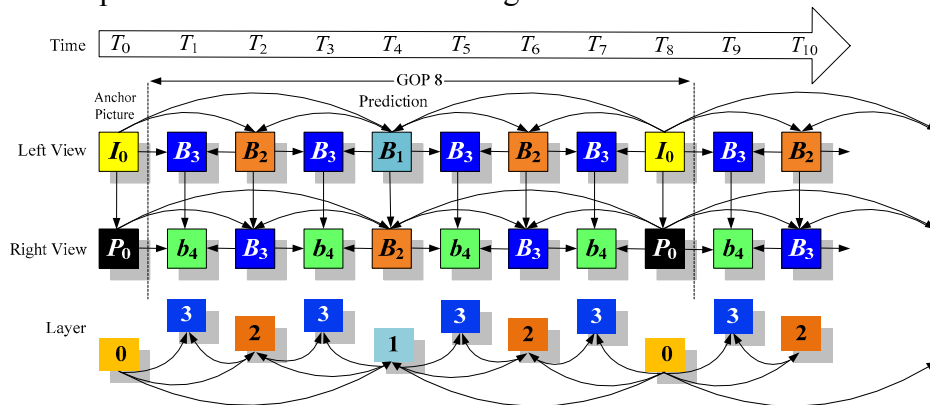 Time T0 T1 T2 T3 T4 T5 T6 T7 T8 T9 T10
GOP 8
Anchor Picture
Prediction
Left View I0 B3 B2 B3 B1 B3 B2 B3 I0 B3 B2
Right View P0 b4 B3 b4 B2 b4 B3 b4 P0 b4 B3
Layer
0 3 2 3 1 3 2 3 0 3 2